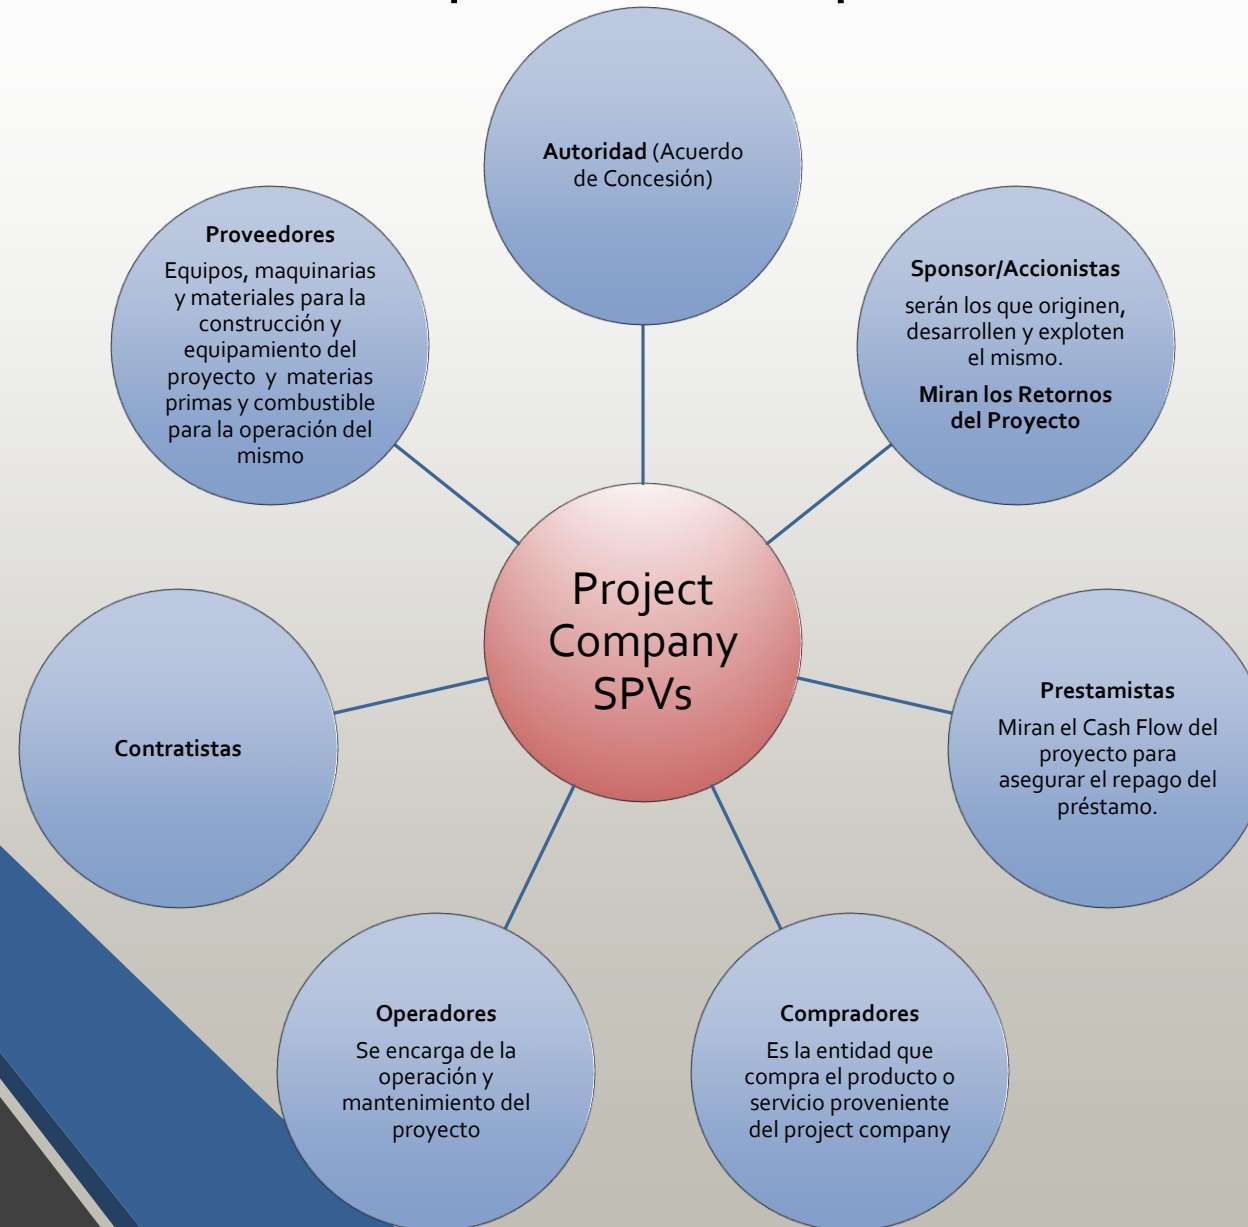 Autoridad (Acuerdo
de Concesión)
Sponsor/Accionistas
serán los que originen,
desarrollen y exploten
el mismo.
Miran los Retornos
del Proyecto
Prestamistas
Miran el Cash Flow del
proyecto para
asegurar el repago del
préstamo.
Compradores
Es la entidad que
compra el producto o
servicio proveniente
del project company
Operadores
Se encarga de la
operación y
mantenimiento del
proyecto
Contratistas
Proveedores
Equipos, maquinarias
y materiales para la
construcción y
equipamiento del
proyecto y materias
primas y combustible
para la operación del
mismo
Project
Company
SPVs